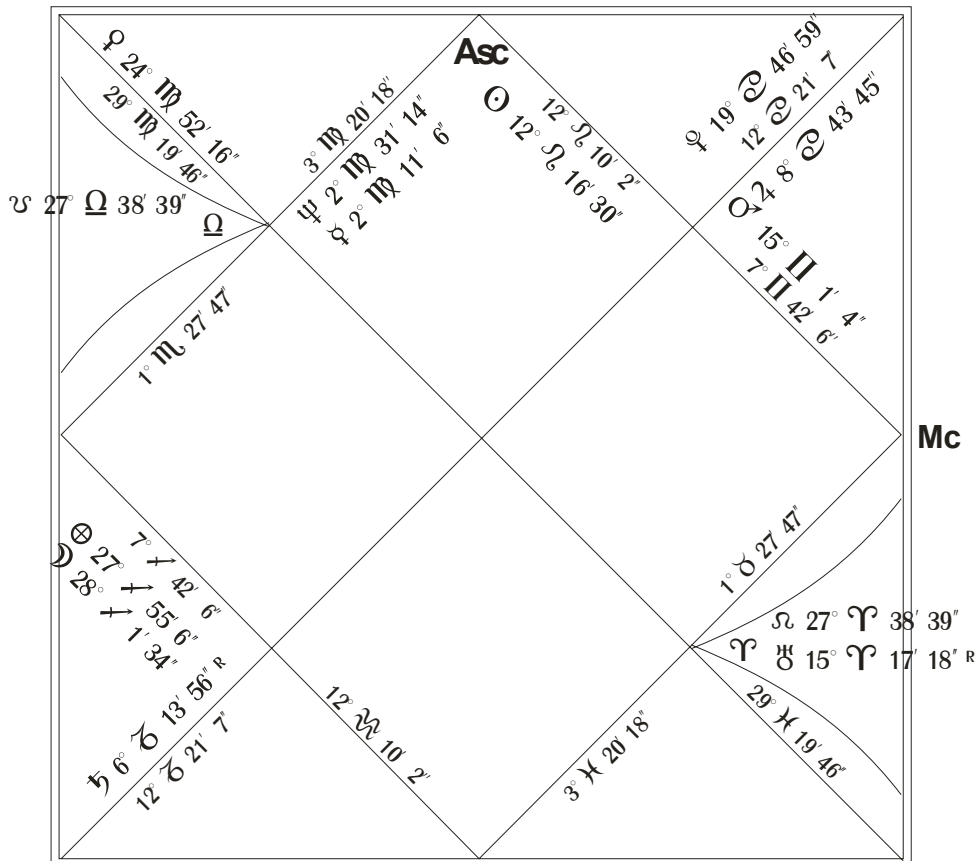 ♀ 24° ♍ 52' 16"
29° ♍ 19' 46"
☋ 27° ♎ 38' 39"
♎
1° ♏ 27' 47"
3° ♍ 20' 18"
♆ 2° ♍ 31' 14"
☿ 2° ♍ 11' 6"
Asc
12° ♌ 10' 2"
☉ 12° ♌ 16' 30"
⚴ 19° ♋ 46' 59"
12° ♋ 21' 7"
♃ 8° ♋ 43' 45"
♂ 15° ♊ 1' 4"
7° ♊ 42' 6"
Mc
1° ♉ 27' 47"
☊ 27° ♈ 38' 39"
♈
♅ 15° ♈ 17' 18" R
29° ♓ 19' 46"
3° ♓ 20' 18"
12° ♒ 10' 2"
7° ♐ 42' 6"
⊗ 27° ♐ 55' 6"
☽ 28° ♐ 1' 34"
♄ 6° ♑ 13' 56" R
12° ♑ 21' 7"